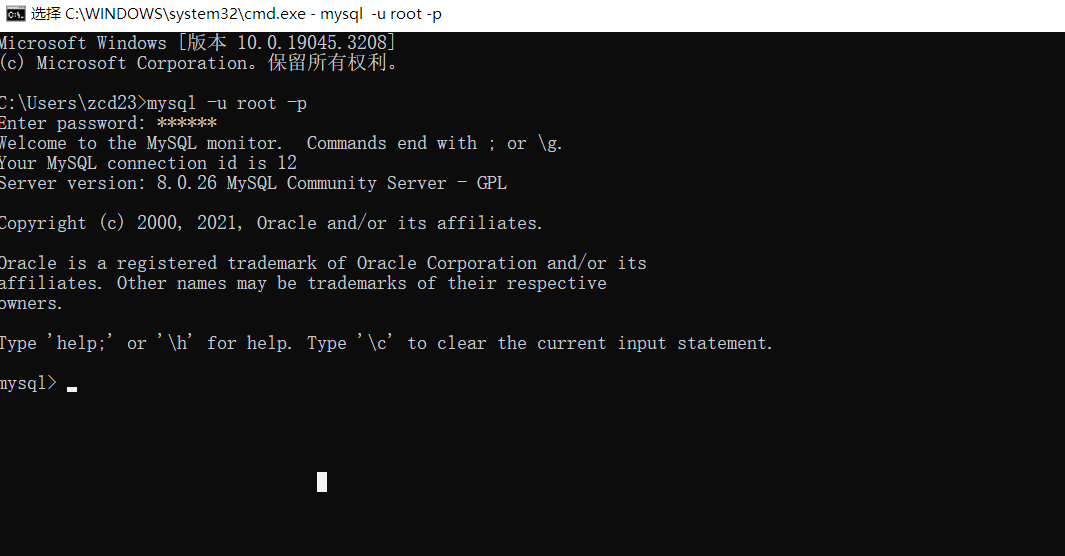 选择 C:\WINDOWS\system32\cmd.exe - mysql  -u root -p
Microsoft Windows [版本 10.0.19045.3208]
(c) Microsoft Corporation。保留所有权利。
C:\Users\zcd23>mysql -u root -p
Enter password: ******
Welcome to the MySQL monitor.  Commands end with ; or \g.
Your MySQL connection id is 12
Server version: 8.0.26 MySQL Community Server - GPL
Copyright (c) 2000, 2021, Oracle and/or its affiliates.
Oracle is a registered trademark of Oracle Corporation and/or its
affiliates. Other names may be trademarks of their respective
owners.
Type 'help;' or '\h' for help. Type '\c' to clear the current input statement.
mysql>